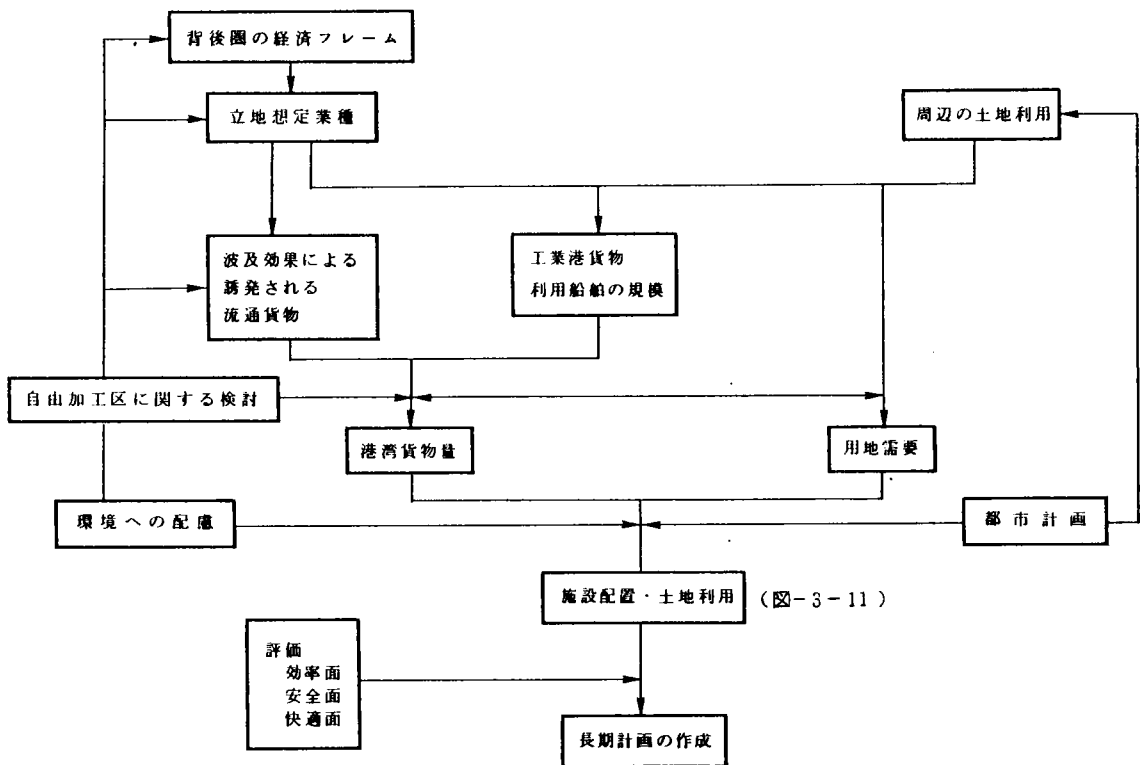 背後圏の経済フレーム
立地想定業種
周辺の土地利用
波及効果による
誘発される
流通貨物
工業港貨物
利用船舶の規模
自由加工区に関する検討
港湾貨物量
用地需要
環境への配慮
都市計画
施設配置・土地利用 (図-3-11)
評価
効率面
安全面
快適面
長期計画の作成